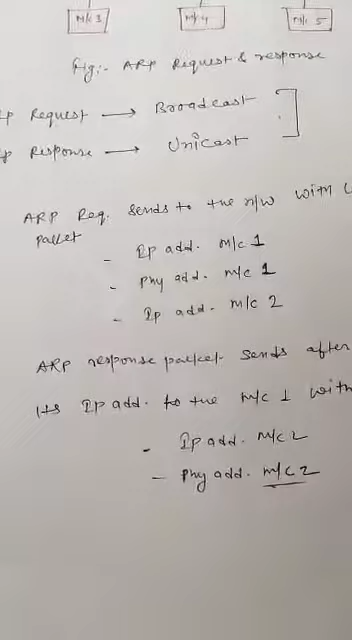 M/C 3 M/C 4 M/C 5
fig:- ARP Request & response
Request → Broadcast
Response → Unicast
ARP Req. sends to the n/w with
packet
- Ip add. M/C 1
- Phy add. M/C 1
- Ip add. M/C 2
ARP response packet sends after
Its Ip add. to the M/C 1 with
- Ip add. M/C 2
- Phy add. M/C 2